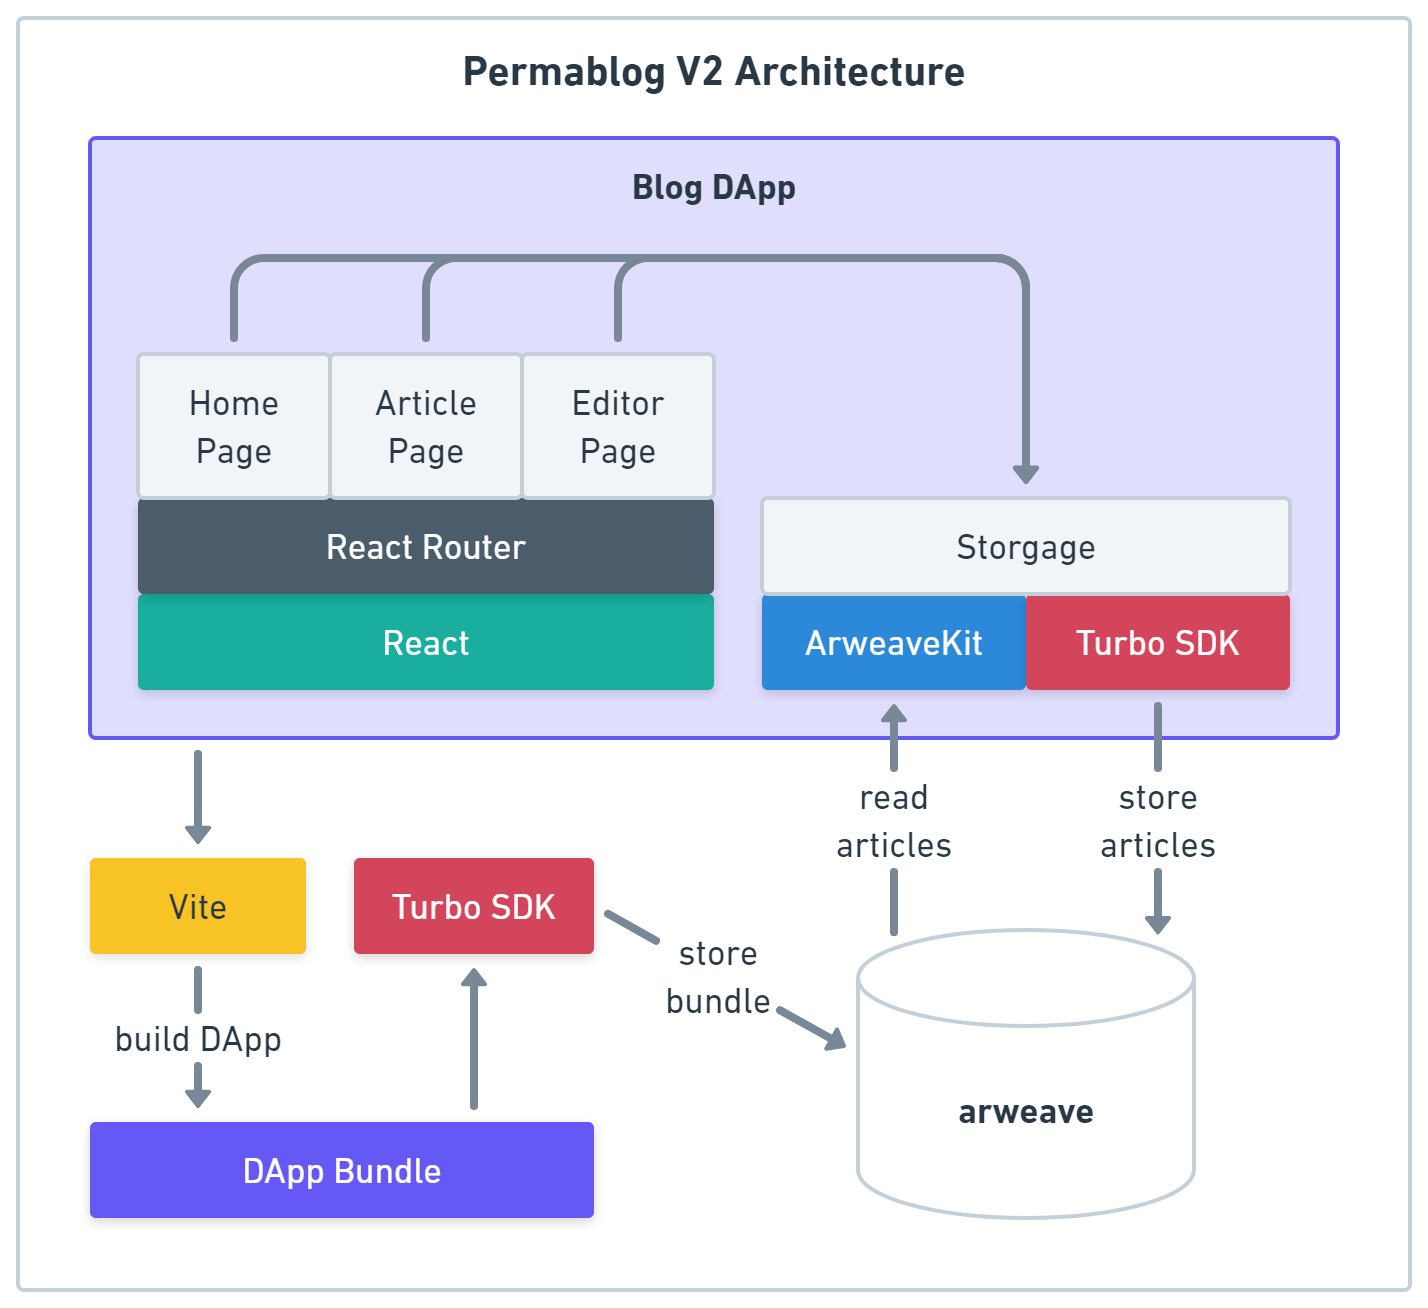 Permablog V2 Architecture
Blog DApp
Home
Page
Article
Page
Editor
Page
React Router
React
Storgage
ArweaveKit
Turbo SDK
read
articles
store
articles
Vite
Turbo SDK
store
bundle
build DApp
DApp Bundle
arweave